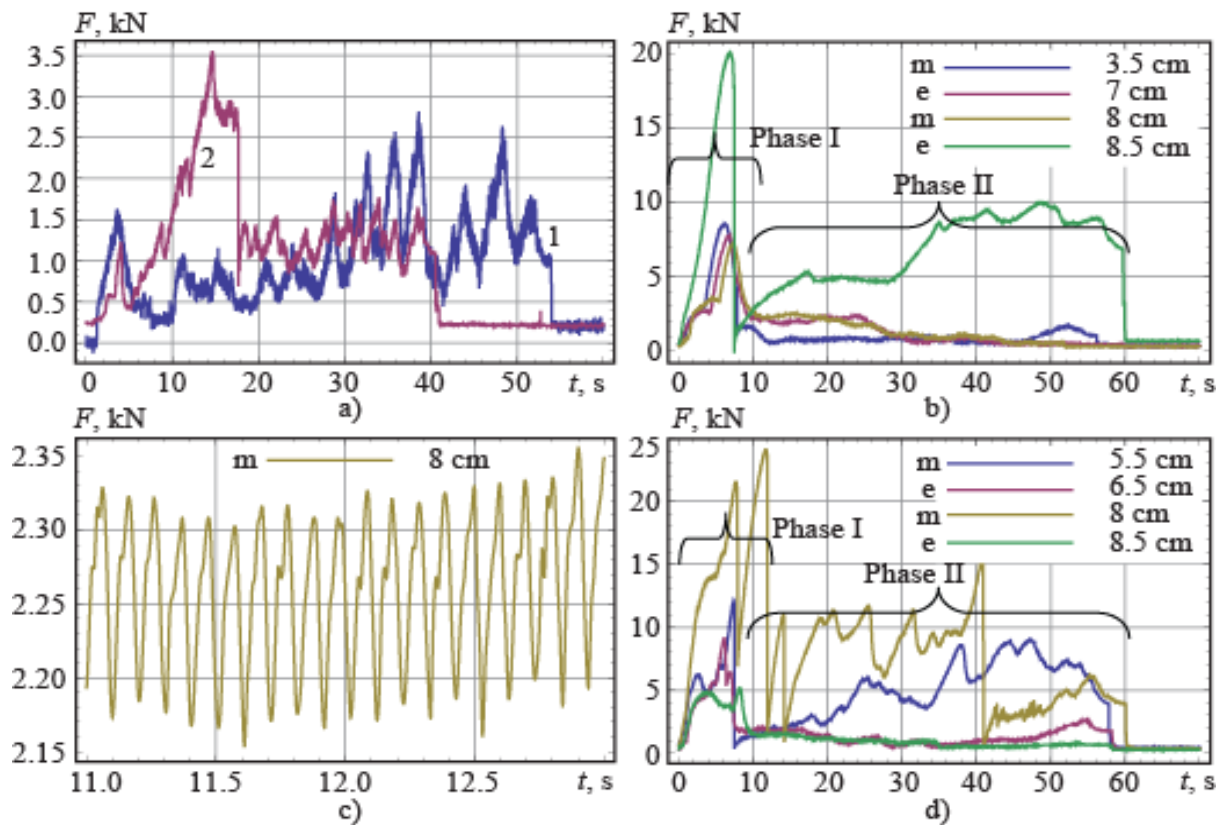 F, kN
3.5
3.0
2.5
2.0
1.5
1.0
0.5
0.0
2
1
0 10 20 30 40 50 t, s
a)
F, kN
20
15
10
5
0
m 3.5 cm
e 7 cm
m 8 cm
e 8.5 cm
Phase I
Phase II
0 10 20 30 40 50 60 t, s
b)
F, kN
2.35
2.30
2.25
2.20
2.15
m 8 cm
11.0 11.5 12.0 12.5 t, s
c)
F, kN
25
20
15
10
5
0
m 5.5 cm
e 6.5 cm
m 8 cm
e 8.5 cm
Phase I
Phase II
0 10 20 30 40 50 60 t, s
d)